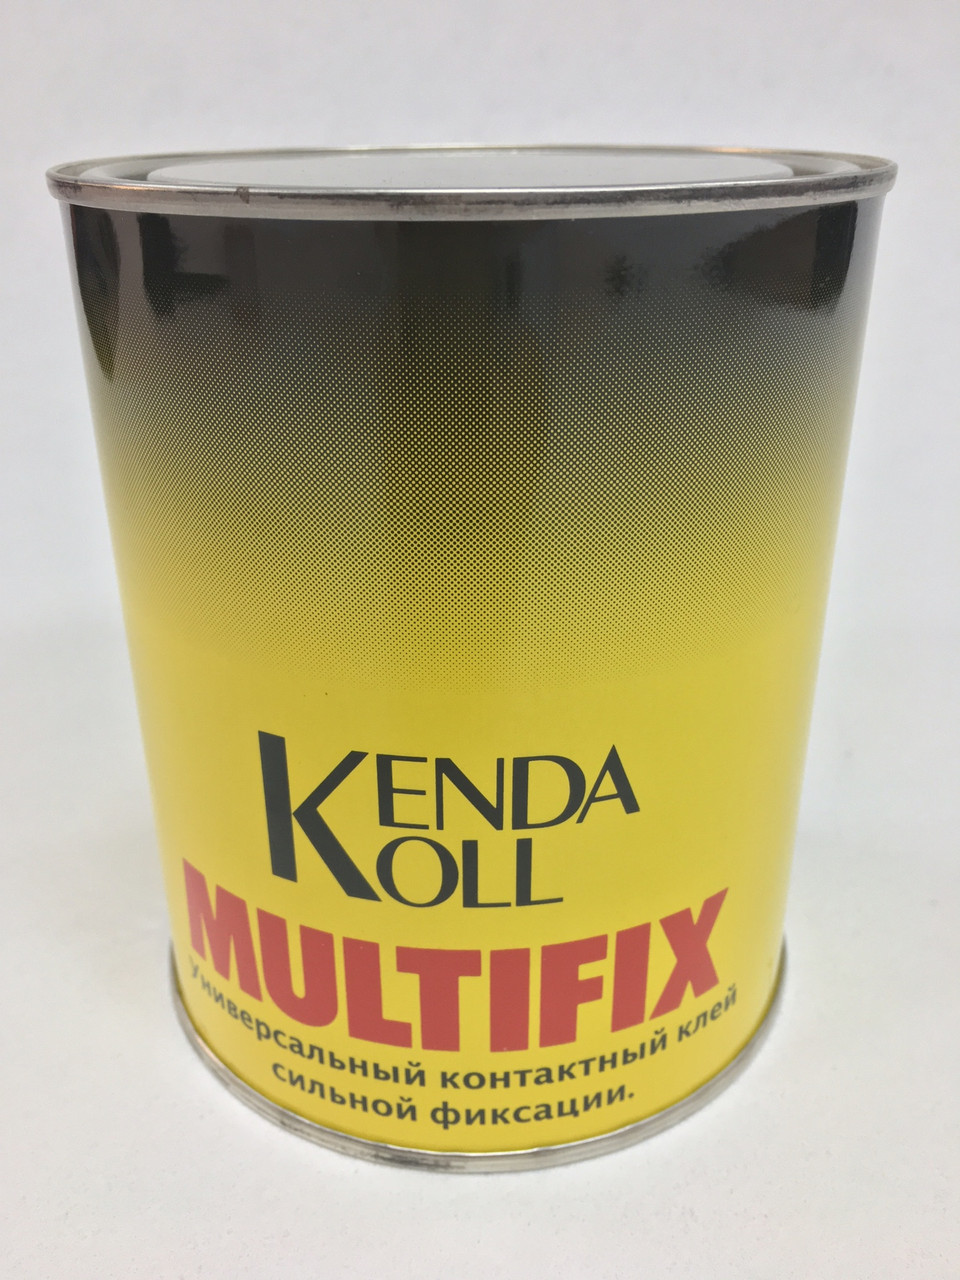 KENDA
KOLL
MULTIFIX
Универсальный контактный клей
сильной фиксации.